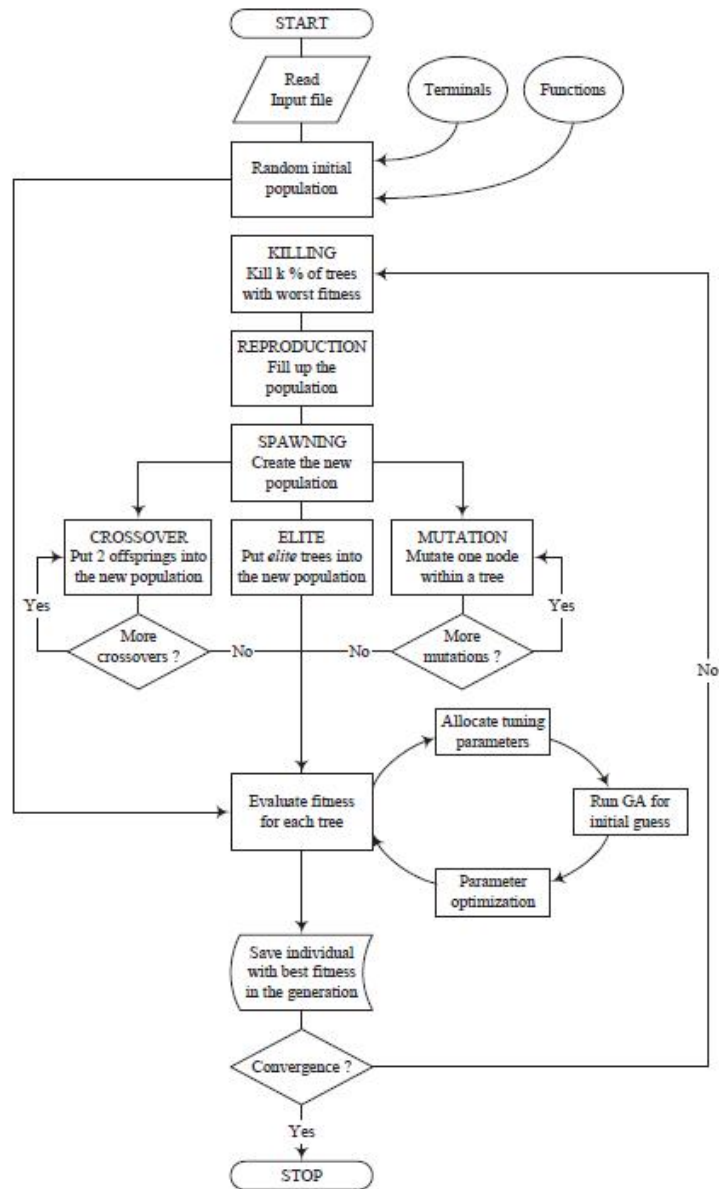 START
Read
Input file
Terminals
Functions
Random initial
population
KILLING
Kill k % of trees
with worst fitness
REPRODUCTION
Fill up the
population
SPAWNING
Create the new
population
CROSSOVER
Put 2 offsprings into
the new population
ELITE
Put elite trees into
the new population
MUTATION
Mutate one node
within a tree
Yes
More
crossovers ?
No
No
More
mutations ?
Yes
No
Allocate tuning
parameters
Evaluate fitness
for each tree
Run GA for
initial guess
Parameter
optimization
Save individual
with best fitness
in the generation
Convergence ?
Yes
STOP